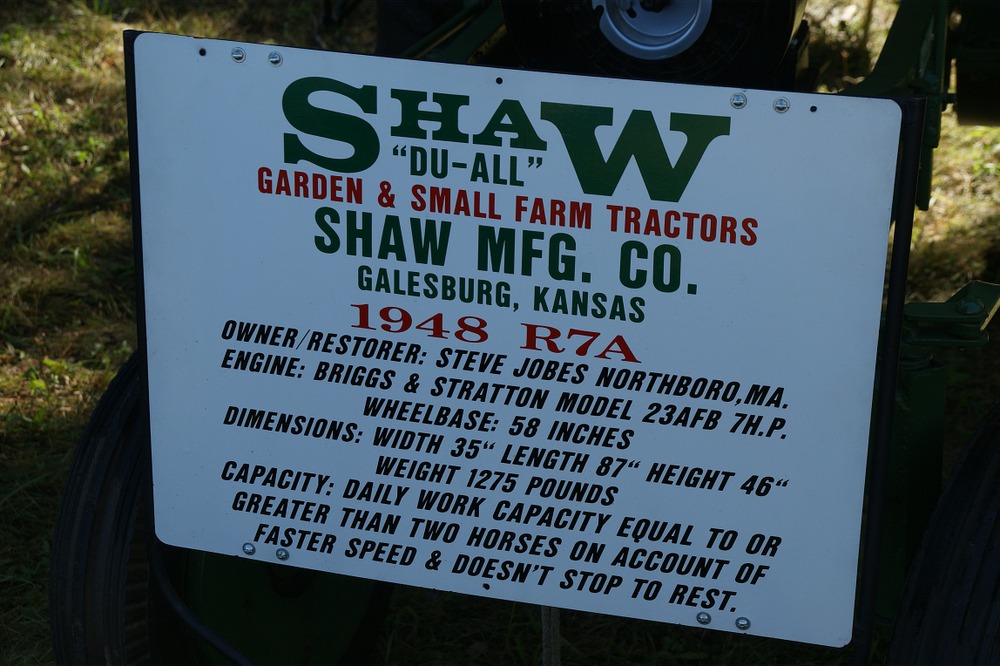 SHAW
"DU-ALL"
GARDEN & SMALL FARM TRACTORS
SHAW MFG. CO.
GALESBURG, KANSAS
1948 R7A
OWNER/RESTORER: STEVE JOBES NORTHBORO,MA.
ENGINE: BRIGGS & STRATTON MODEL 23AFB 7H.P.
WHEELBASE: 58 INCHES
DIMENSIONS: WIDTH 35“ LENGTH 87“ HEIGHT 46“
WEIGHT 1275 POUNDS
CAPACITY: DAILY WORK CAPACITY EQUAL TO OR
GREATER THAN TWO HORSES ON ACCOUNT OF
FASTER SPEED & DOESN'T STOP TO REST.